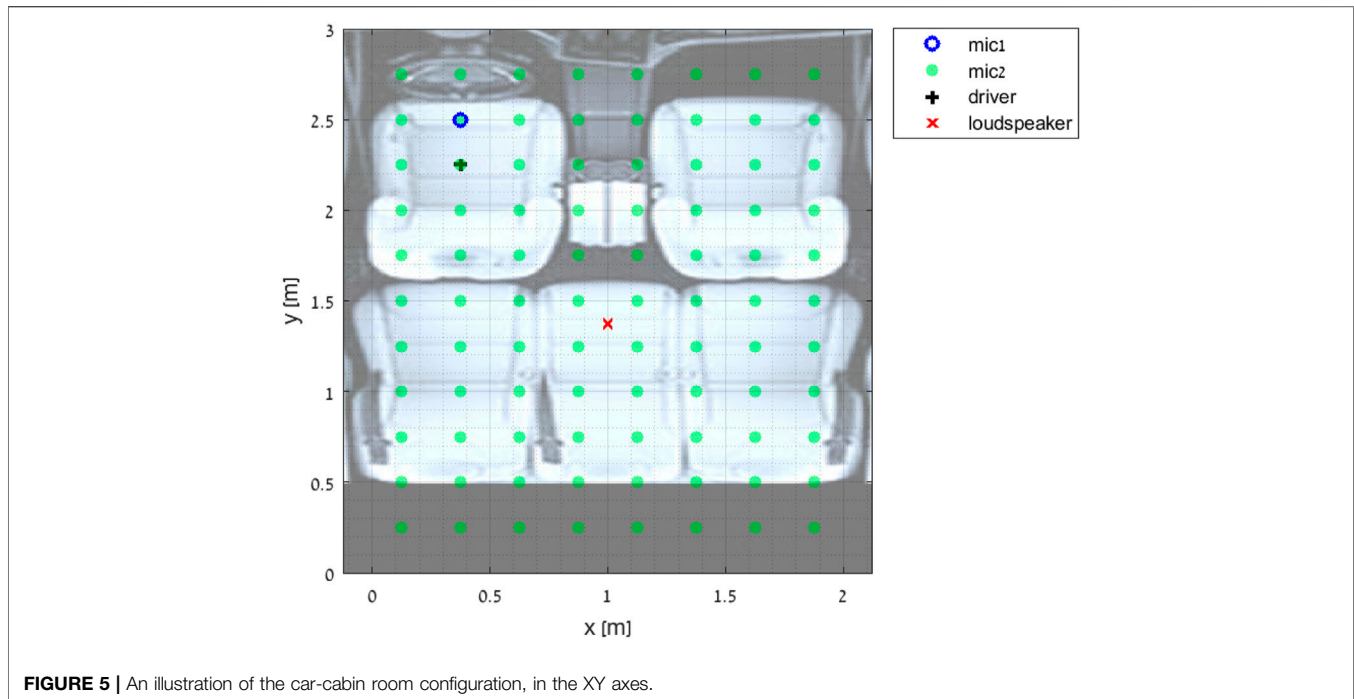 3
2.5
2
1.5
1
0.5
0
y [m]
0
0.5
1
1.5
2
x [m]
mic1
mic2
driver
loudspeaker
FIGURE 5 | An illustration of the car-cabin room configuration, in the XY axes.